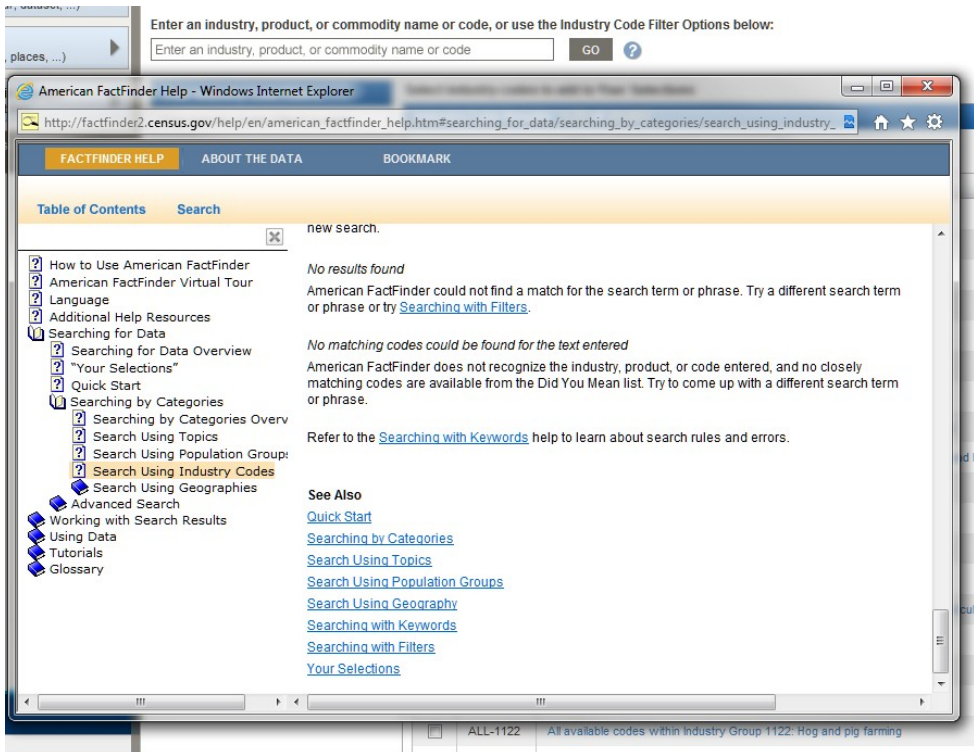 r, dataset, ...)
, places, ...)
Enter an industry, product, or commodity name or code, or use the Industry Code Filter Options below:
Enter an industry, product, or commodity name or code
GO
Select industry codes to add to Your Selections
American FactFinder Help - Windows Internet Explorer
http://factfinder2.census.gov/help/en/american_factfinder_help.htm#searching_for_data/searching_by_categories/search_using_industry_
FACTFINDER HELP
ABOUT THE DATA
BOOKMARK
Table of Contents
Search
How to Use American FactFinder
American FactFinder Virtual Tour
Language
Additional Help Resources
Searching for Data
Searching for Data Overview
"Your Selections"
Quick Start
Searching by Categories
Searching by Categories Overv
Search Using Topics
Search Using Population Groups
Search Using Industry Codes
Search Using Geographies
Advanced Search
Working with Search Results
Using Data
Tutorials
Glossary
new search.
No results found
American FactFinder could not find a match for the search term or phrase. Try a different search term
or phrase or try Searching with Filters.
No matching codes could be found for the text entered
American FactFinder does not recognize the industry, product, or code entered, and no closely
matching codes are available from the Did You Mean list. Try to come up with a different search term
or phrase.
Refer to the Searching with Keywords help to learn about search rules and errors.
See Also
Quick Start
Searching by Categories
Search Using Topics
Search Using Population Groups
Search Using Geography
Searching with Keywords
Searching with Filters
Your Selections
ALL-1122
All available codes within Industry Group 1122: Hog and pig farming